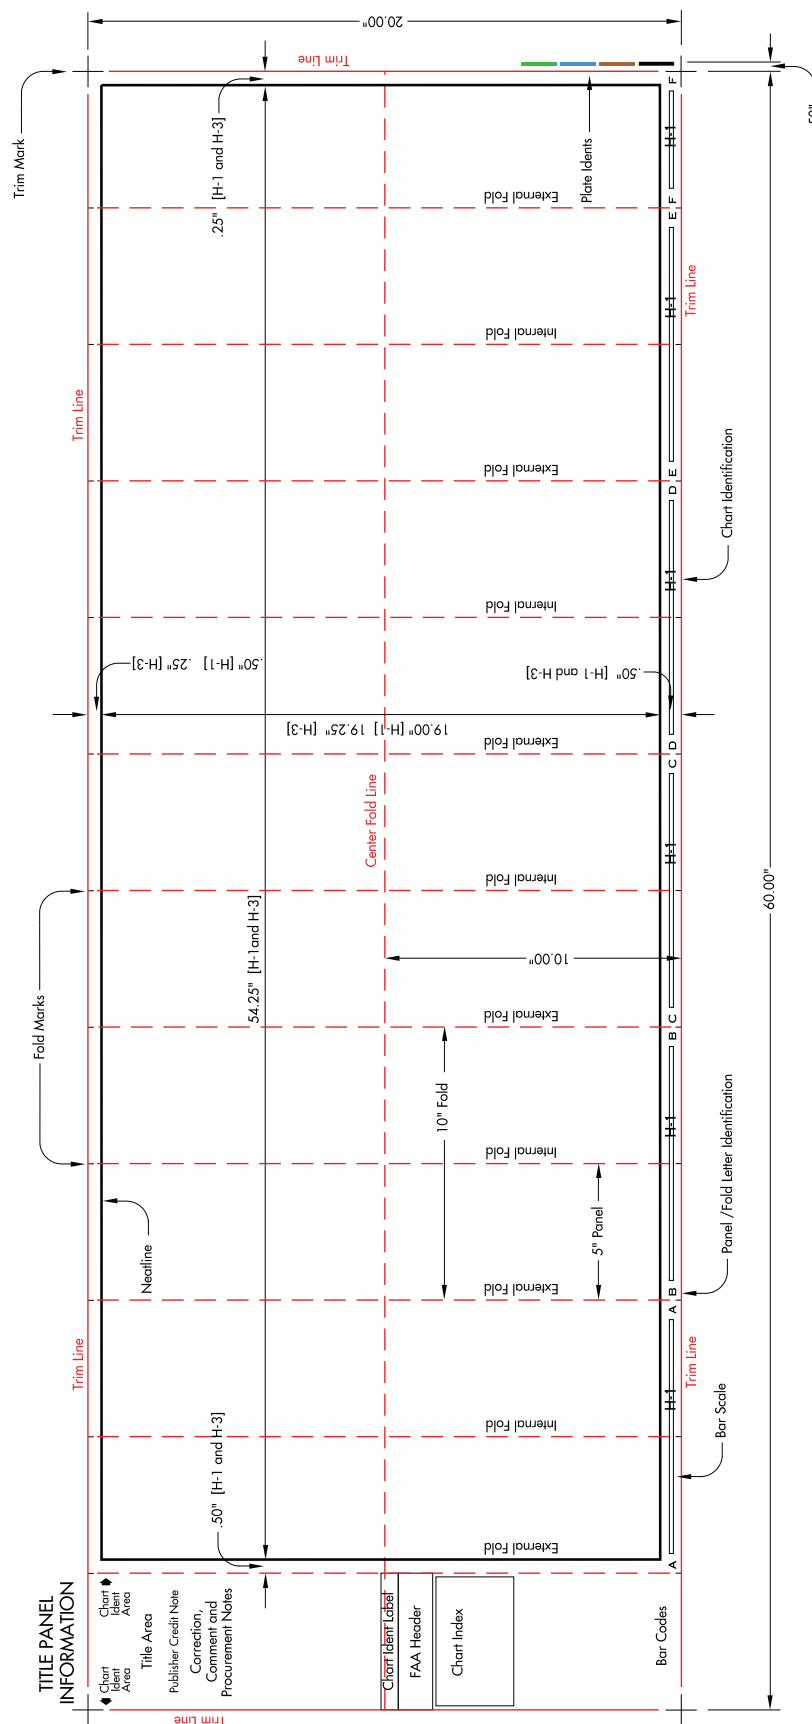 20.00"
Trim Line
Trim Mark
.25" [H-1 and H-3]
Plate Idents
F
H-1
F
E
External Fold
.50"
Internal Fold
H-1
Trim Line
Trim Line
External Fold
E
D
Chart Identification
H-1
Internal Fold
.50" [H-1] .25" [H-3]
.50" [H-1 and H-3]
19.00" [H-1] 19.25" [H-3]
External Fold
D
C
Center Fold Line
H-1
Internal Fold
60.00"
54.25" [H-1and H-3]
10.00"
Fold Marks
External Fold
C
B
10" Fold
H-1
Internal Fold
Panel /Fold Letter Identification
5" Panel
Neatline
External Fold
B
A
Trim Line
Trim Line
H-1
Internal Fold
Bar Scale
.50" [H-1 and H-3]
External Fold
A
TITLE PANEL
INFORMATION
Chart
Ident
Area
Chart
Ident
Area
Title Area
Publisher Credit Note
Correction,
Comment and
Procurement Notes
Chart Ident Label
FAA Header
Chart Index
Bar Codes
Trim Line